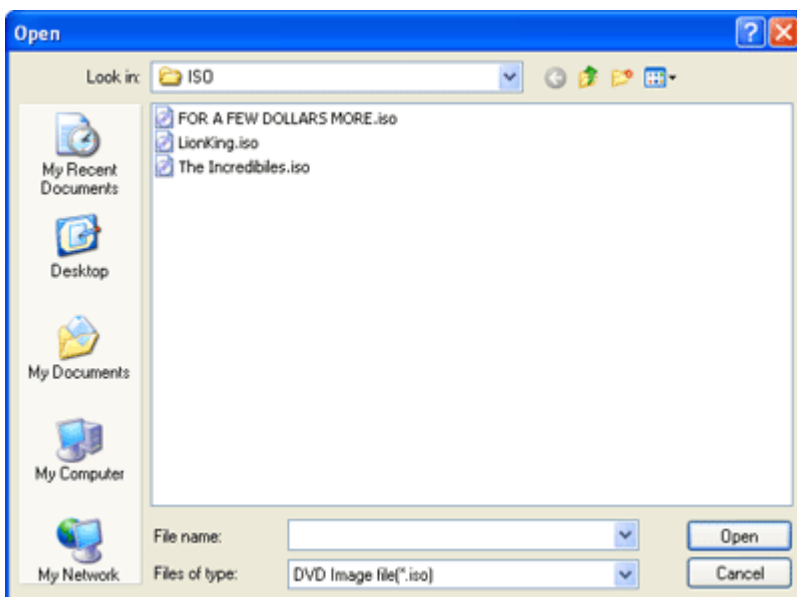 Open
Look in: ISO
FOR A FEW DOLLARS MORE.iso
LionKing.iso
The Incredibiles.iso
My Recent
Documents
Desktop
My Documents
My Computer
My Network
File name:
Open
Files of type: DVD Image file(*.iso)
Cancel